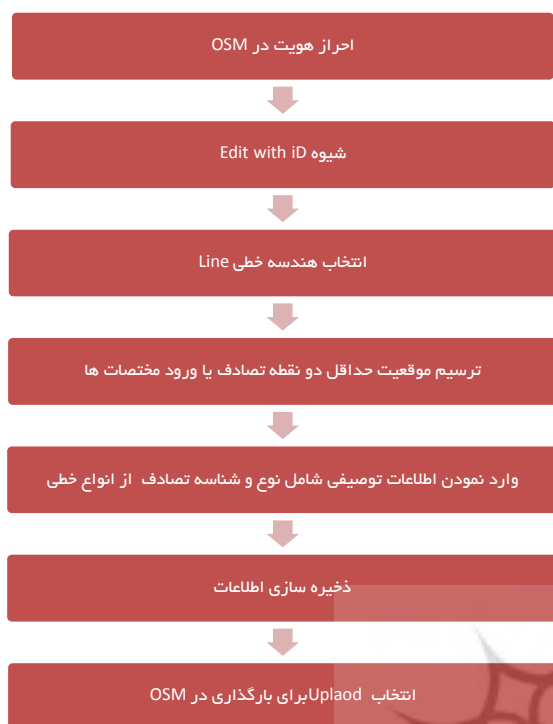 احراز هویت در OSM
شیوه Edit with iD
انتخاب هندسه خطی Line
ترسیم موقعیت حداقل دو نقطه تصادف یا ورود مختصات ها
وارد نمودن اطلاعات توصیفی شامل نوع و شناسه تصادف از انواع خطی
ذخیره سازی اطلاعات
انتخاب Uplaodبرای بارگذاری در OSM